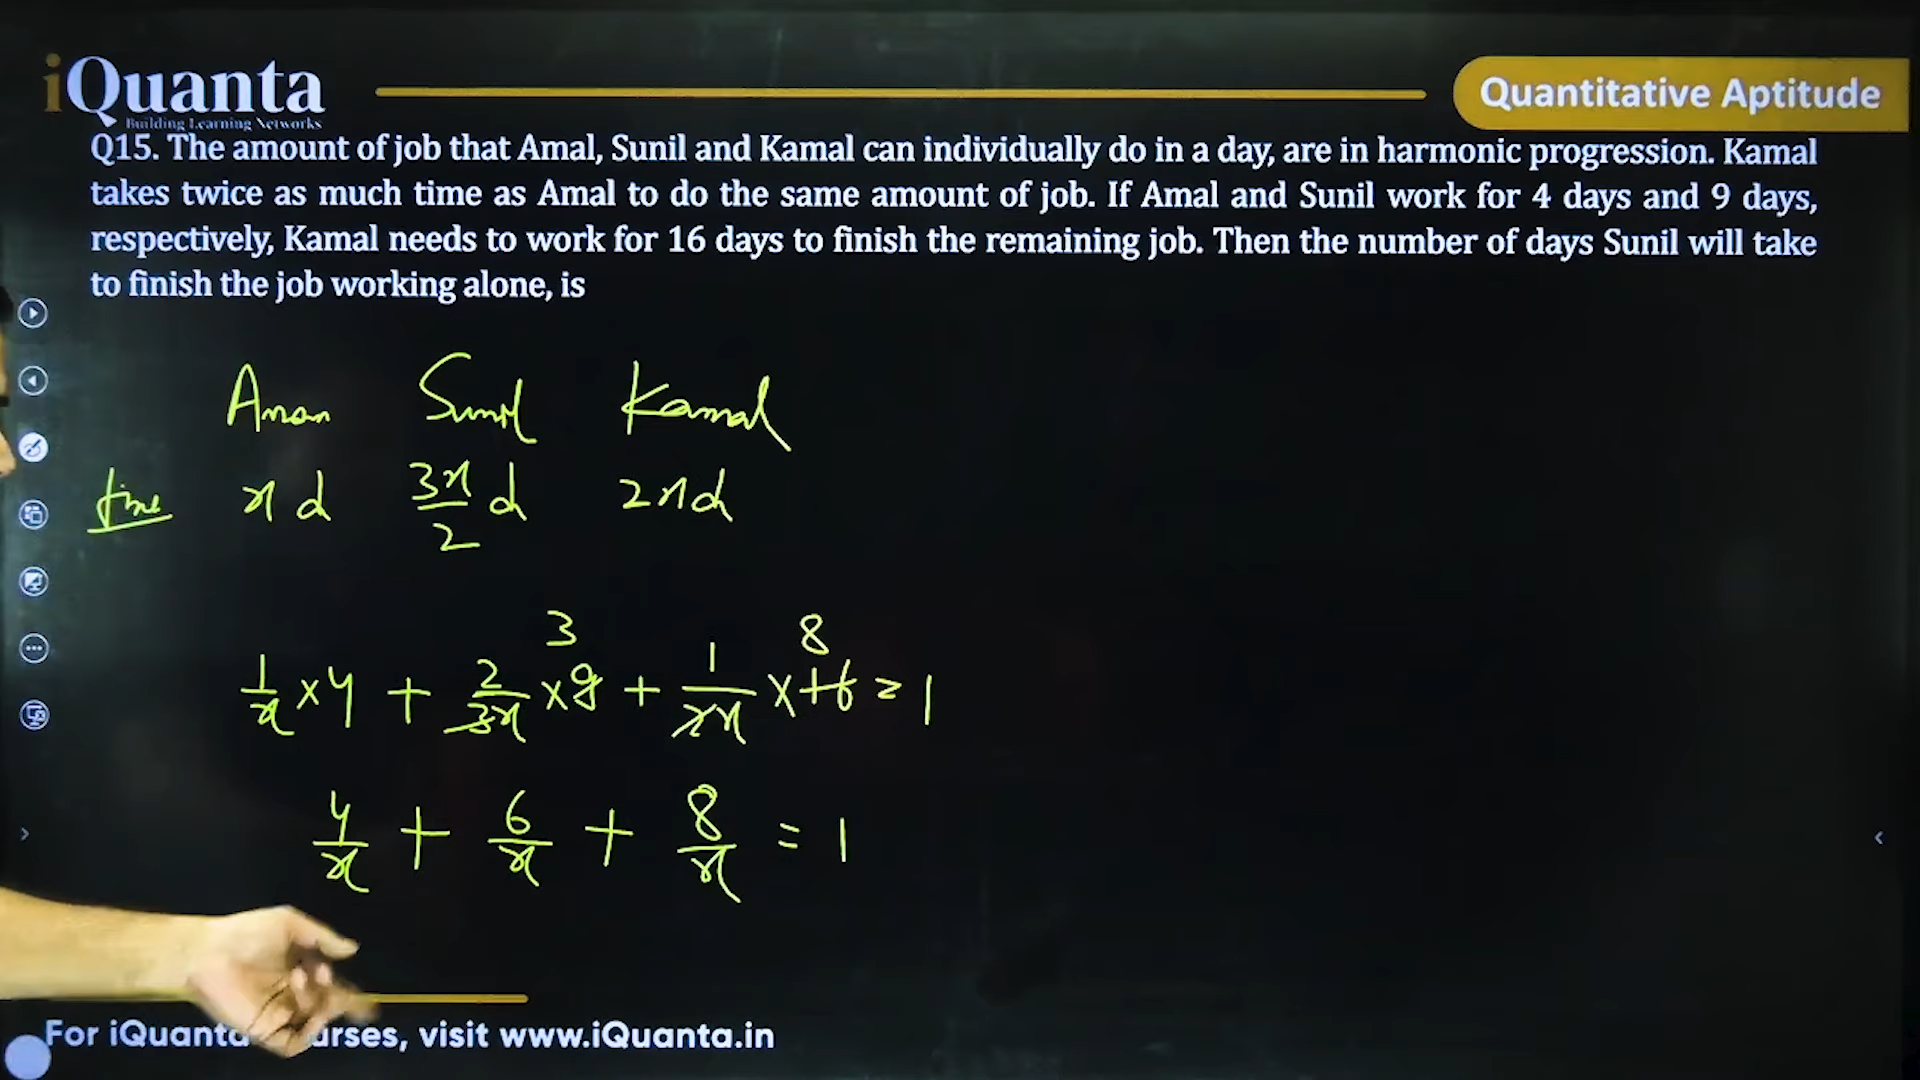 iQuanta
Building Learning Networks
Quantitative Aptitude
Q15. The amount of job that Amal, Sunil and Kamal can individually do in a day, are in harmonic progression. Kamal
takes twice as much time as Amal to do the same amount of job. If Amal and Sunil work for 4 days and 9 days,
respectively, Kamal needs to work for 16 days to finish the remaining job. Then the number of days Sunil will take
to finish the job working alone, is
Aman Sunil Kamal
time x d 3x/2 d 2xd
3 8
1/x × 4 + 2/3x × 9 + 1/2x × 16 = 1
4/x + 6/x + 8/x = 1
For iQuanta urses, visit www.iQuanta.in